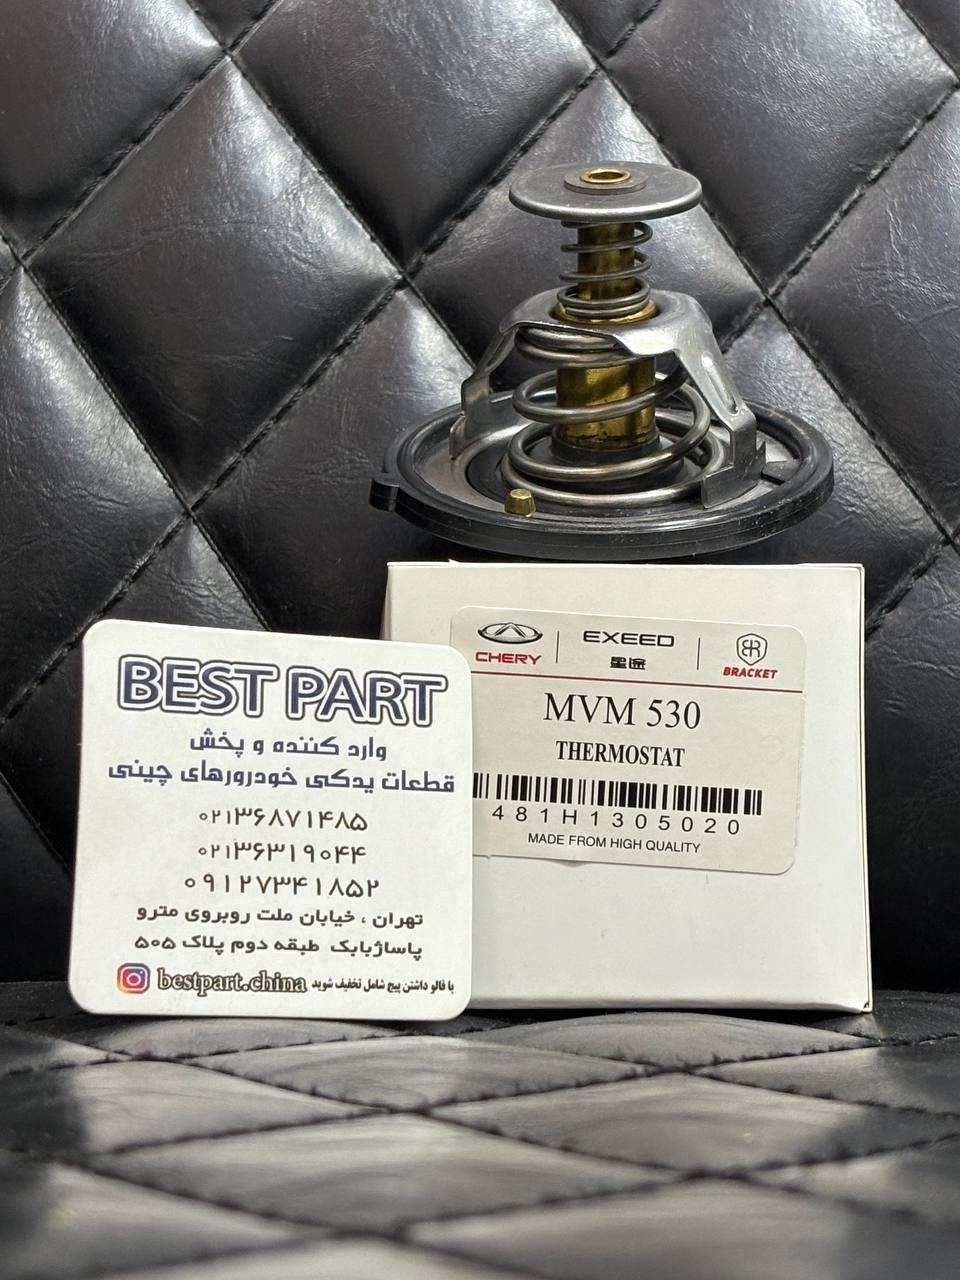 CHERY
EXEED
星途
BRACKET
MVM 530
THERMOSTAT
481H1305020
MADE FROM HIGH QUALITY
BEST PART
وارد کننده و پخش
قطعات یدکی خودرورهای چینی
۰۲۱۳۶۸۷۱۴۸۵
۰۲۱۳۶۳۱۹۰۴۴
۰۹۱۲۷۳۴۱۸۵۲
تهران ، خیابان ملت روبروی مترو
پاساژبابک طبقه دوم پلاک ۵۰۵
با فالو داشتن پیج شامل تخفیف شوید bestpart.china